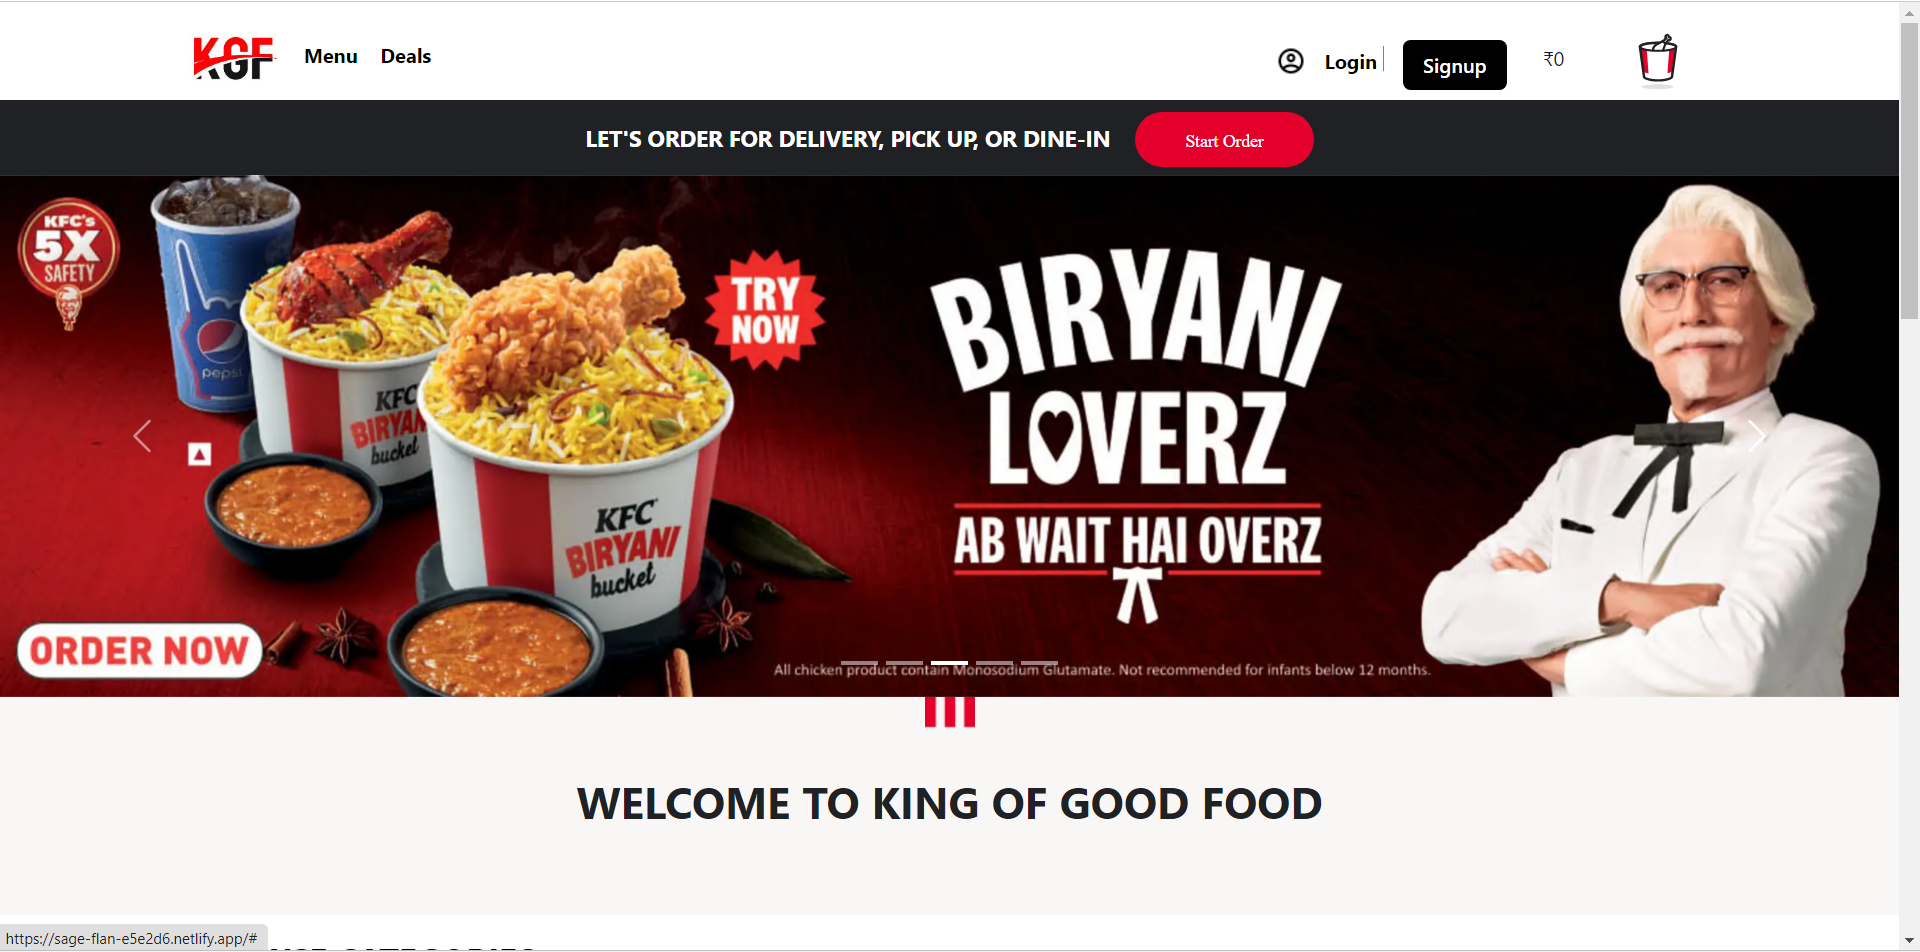 KGF
Menu
Deals
Login
Signup
₹0
LET'S ORDER FOR DELIVERY, PICK UP, OR DINE-IN
Start Order
KFC's
5X
SAFETY
pepsi
KFC
bucket
TRY
NOW
KFC
BIRYANI
bucket
BIRYANI
LOVERZ
AB WAIT HAI OVERZ
ORDER NOW
All chicken product contain Monosodium Glutamate. Not recommended for infants below 12 months.
WELCOME TO KING OF GOOD FOOD
https://sage-flan-e5e2d6.netlify.app/#